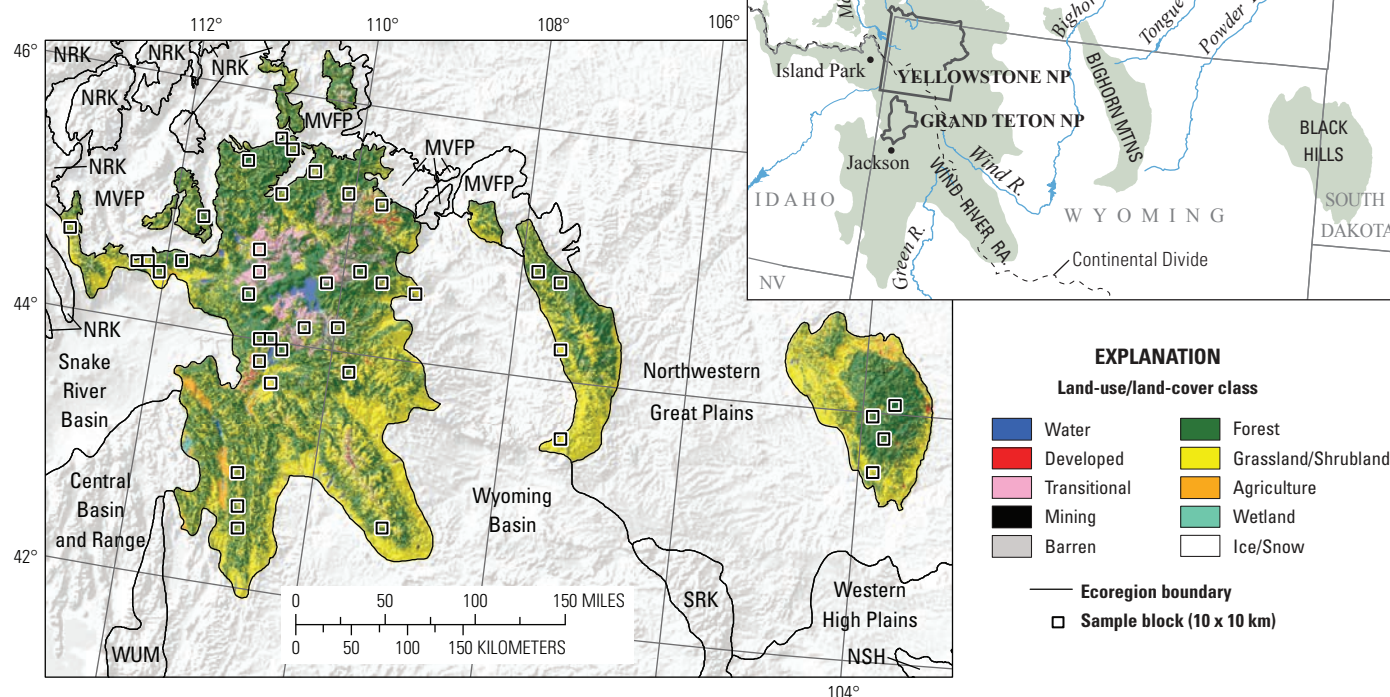 112°
110°
108°
106°
46°
44°
42°
104°
NRK
NRK
NRK
NRK
NRK
MVFP
MVFP
MVFP
MVFP
NRK
Snake
River
Basin
Central
Basin
and Range
WUM
Northwestern
Great Plains
Wyoming
Basin
SRK
Western
High Plains
NSH
0 50 100 150 MILES
0 50 100 150 KILOMETERS
Island Park
YELLOWSTONE NP
GRAND TETON NP
Jackson
IDAHO
NV
Green R.
Wind R.
WIND-RIVER RA.
WYOMING
BIGHORN MTNS
Tongue
Powder
BLACK
HILLS
SOUTH
DAKOTA
Continental Divide
EXPLANATION
Land-use/land-cover class
Water
Developed
Transitional
Mining
Barren
Forest
Grassland/Shrubland
Agriculture
Wetland
Ice/Snow
Ecoregion boundary
Sample block (10 x 10 km)